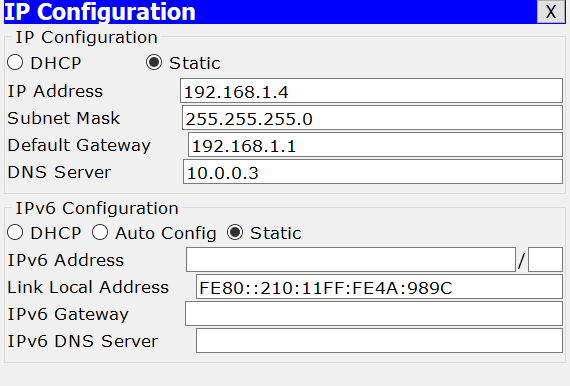 IP Configuration X
IP Configuration
DHCP Static
IP Address 192.168.1.4
Subnet Mask 255.255.255.0
Default Gateway 192.168.1.1
DNS Server 10.0.0.3
IPv6 Configuration
DHCP Auto Config Static
IPv6 Address /
Link Local Address FE80::210:11FF:FE4A:989C
IPv6 Gateway
IPv6 DNS Server